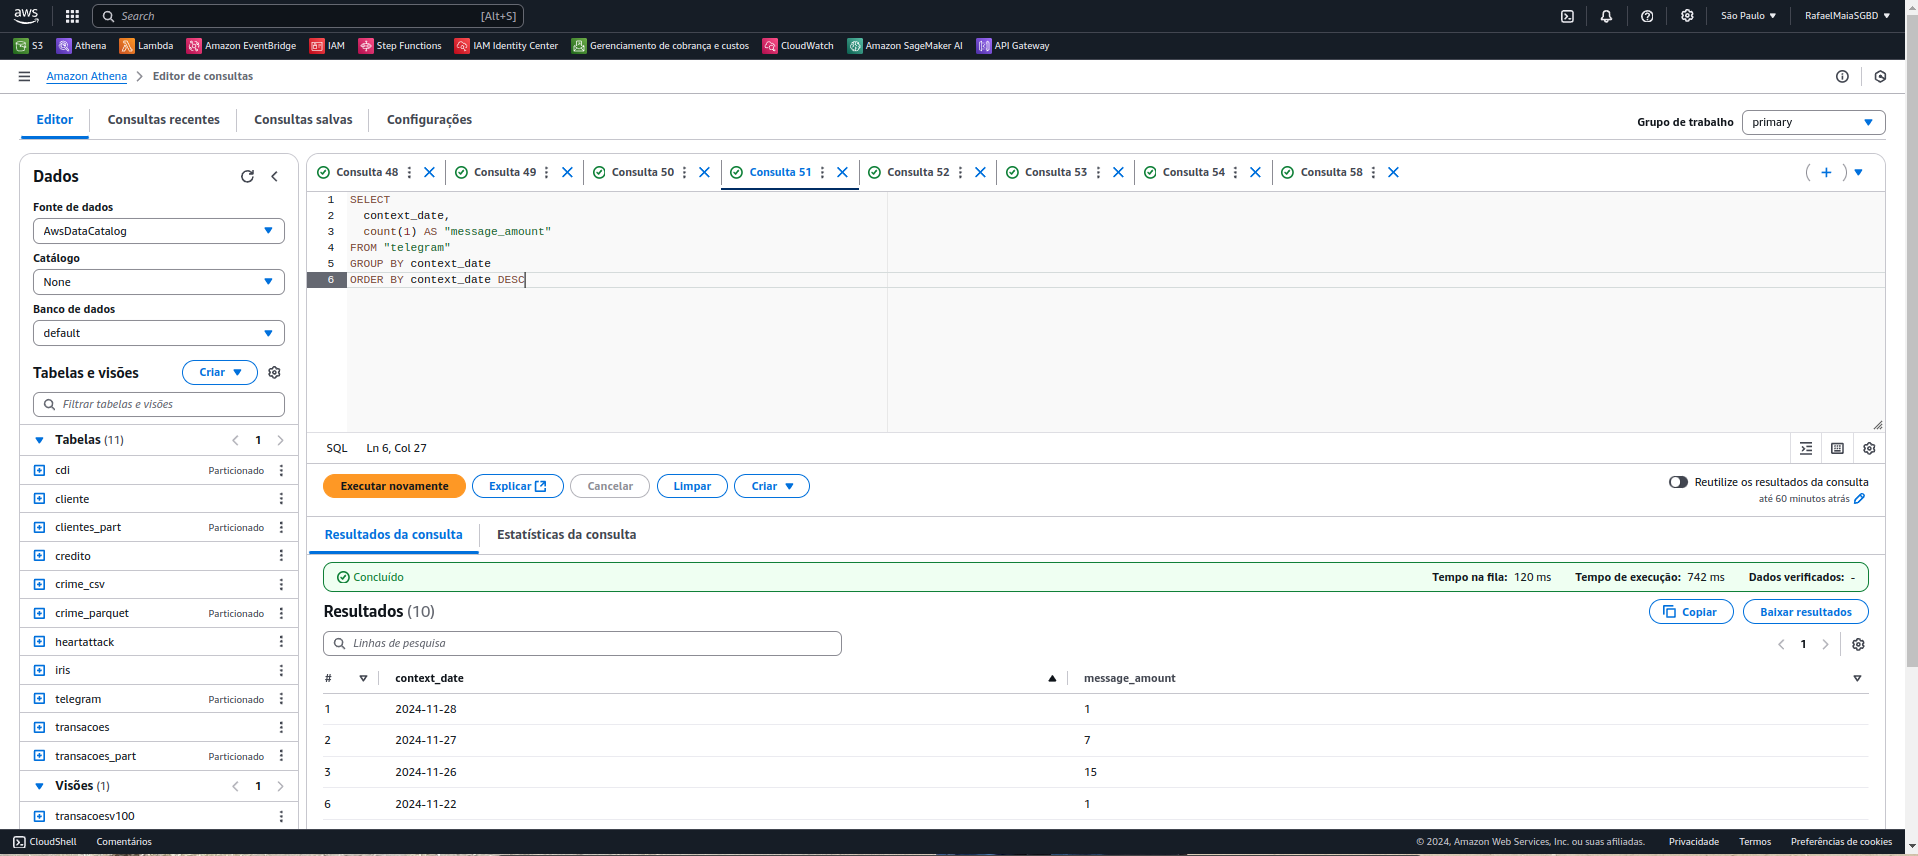 aws
Search
[Alt+S]
São Paulo
RafaelMaiaSGBD
S3
Athena
Lambda
Amazon EventBridge
IAM
Step Functions
IAM Identity Center
Gerenciamento de cobrança e custos
CloudWatch
Amazon SageMaker AI
API Gateway
Amazon Athena
Editor de consultas
Editor
Consultas recentes
Consultas salvas
Configurações
Grupo de trabalho
primary
Dados
Fonte de dados
AwsDataCatalog
Catálogo
None
Banco de dados
default
Tabelas e visões
Criar
Filtrar tabelas e visões
Tabelas (11)
1
cdi Particionado
cliente
clientes_part Particionado
credito
crime_csv
crime_parquet Particionado
heartattack
iris
telegram
transacoes
transacoes_part Particionado
Visões (1)
1
transacoesv100
Consulta 48
Consulta 49
Consulta 50
Consulta 51
Consulta 52
Consulta 53
Consulta 54
Consulta 58
1 SELECT
2 context_date,
3 count(1) AS "message_amount"
4 FROM "telegram"
5 GROUP BY context_date
6 ORDER BY context_date DESC
SQL
Ln 6, Col 27
Executar novamente
Explicar
Cancelar
Limpar
Criar
Reutilize os resultados da consulta
até 60 minutos atrás
Resultados da consulta
Estatísticas da consulta
Concluído
Tempo na fila: 120 ms
Tempo de execução: 742 ms
Dados verificados: -
Resultados (10)
Copiar
Baixar resultados
Linhas de pesquisa
1
# context_date message_amount
1 2024-11-28 1
2 2024-11-27 7
3 2024-11-26 15
6 2024-11-22 1
CloudShell
Comentários
© 2024, Amazon Web Services, Inc. ou suas afiliadas.
Privacidade
Termos
Preferências de cookies